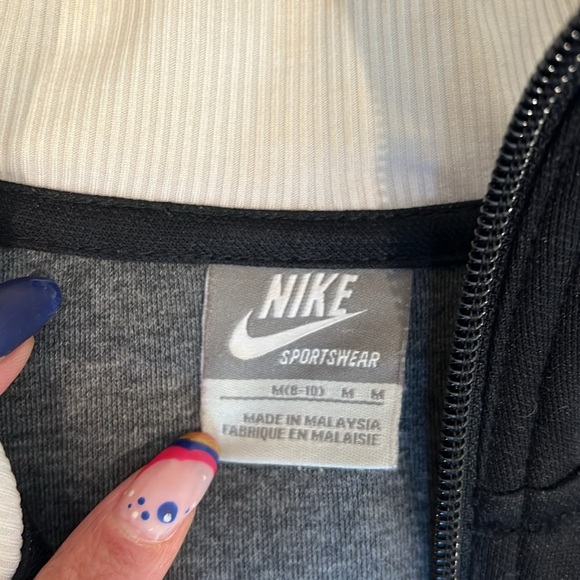 NIKE
SPORTSWEAR
M(8-10) M M
MADE IN MALAYSIA
FABRIQUE EN MALAISIE